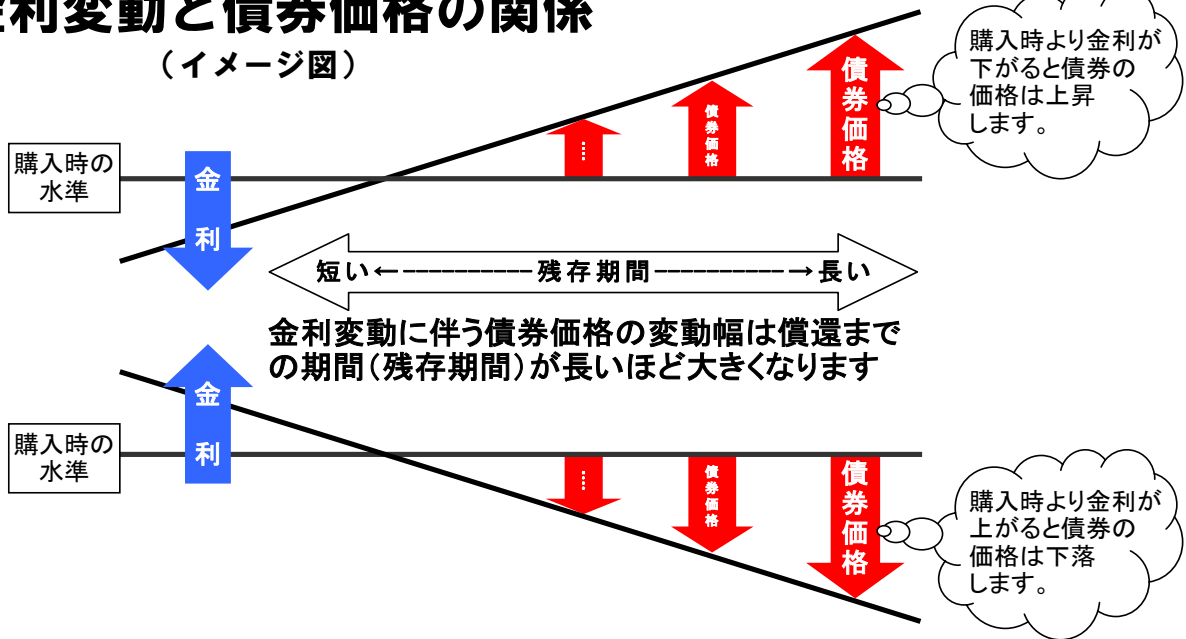 金利変動と債券価格の関係
（イメージ図）
購入時より金利が
下がると債券の
価格は上昇
します。
債券価格
債券価格
…
購入時の
水準
金利
短い←----------残存期間----------→長い
金利変動に伴う債券価格の変動幅は償還まで
の期間（残存期間）が長いほど大きくなります
金利
購入時の
水準
…
債券価格
債券価格
購入時より金利が
上がると債券の
価格は下落
します。